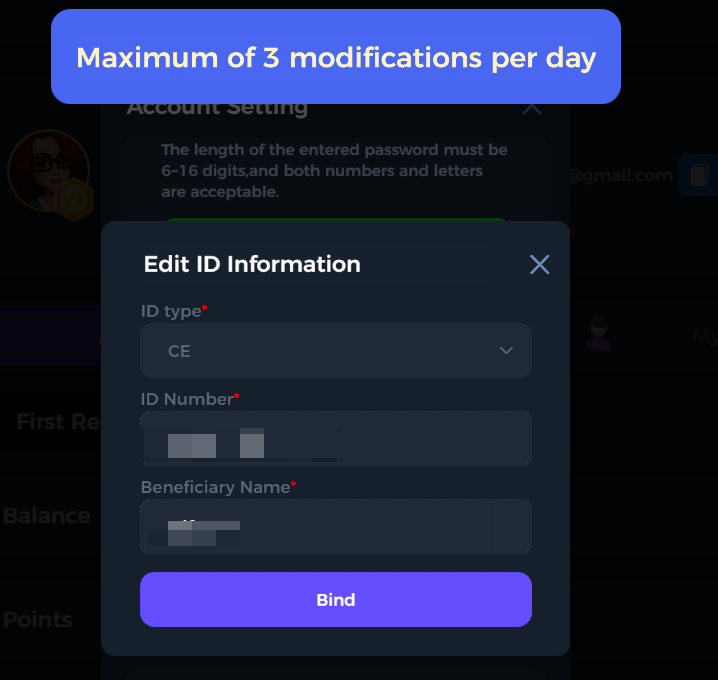 Maximum of 3 modifications per day
Account Setting
The length of the entered password must be
6~16 digits,and both numbers and letters
are acceptable.
@gmail.com
V1
Edit ID Information
ID type*
CE
My
ID Number*
First Re
Beneficiary Name*
Balance
Bind
Points